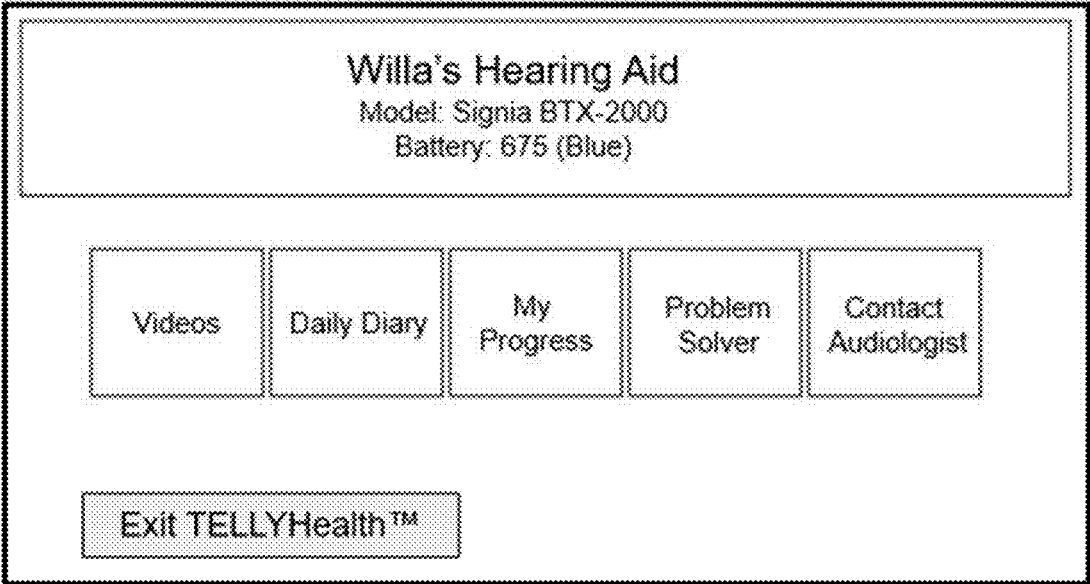 Willa's Hearing Aid
Model: Signia BTX-2000
Battery: 675 (Blue)
Videos
Daily Diary
My
Progress
Problem
Solver
Contact
Audiologist
Exit TELLYHealth™